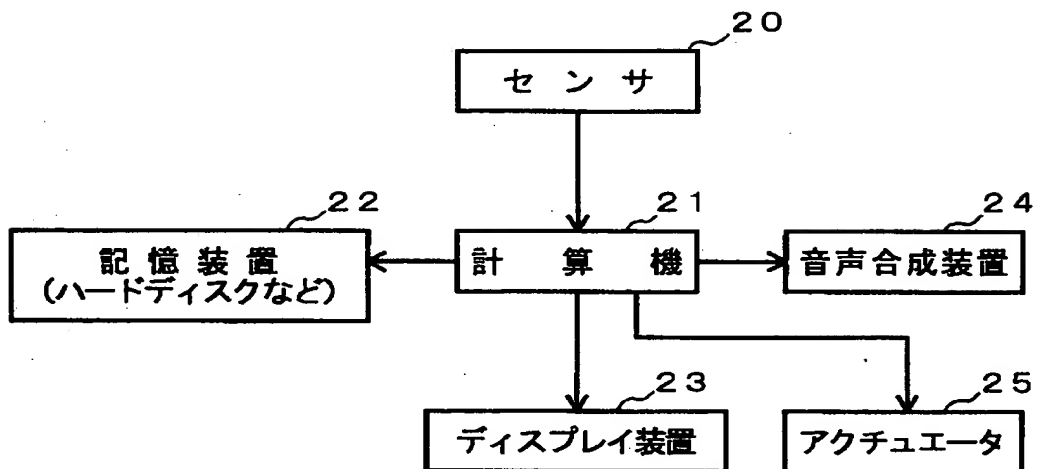 20
センサ
22
21
24
記憶装置
(ハードディスクなど)
計算機
音声合成装置
23
25
ディスプレイ装置
アクチュエータ